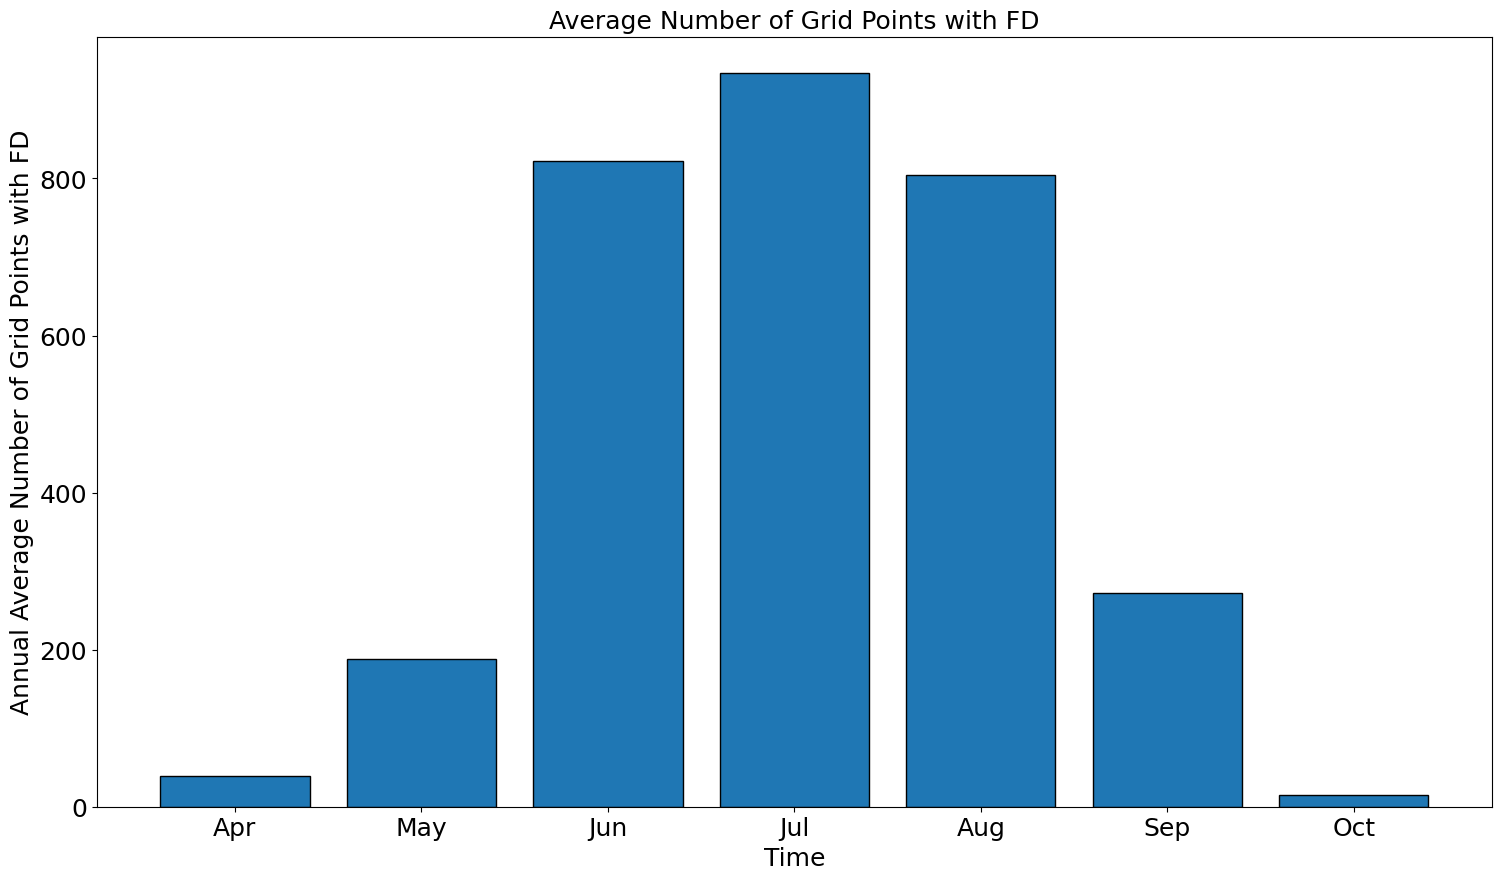 Average Number of Grid Points with FD
Annual Average Number of Grid Points with FD
800
600
400
200
0
Apr May Jun Jul Aug Sep Oct
Time